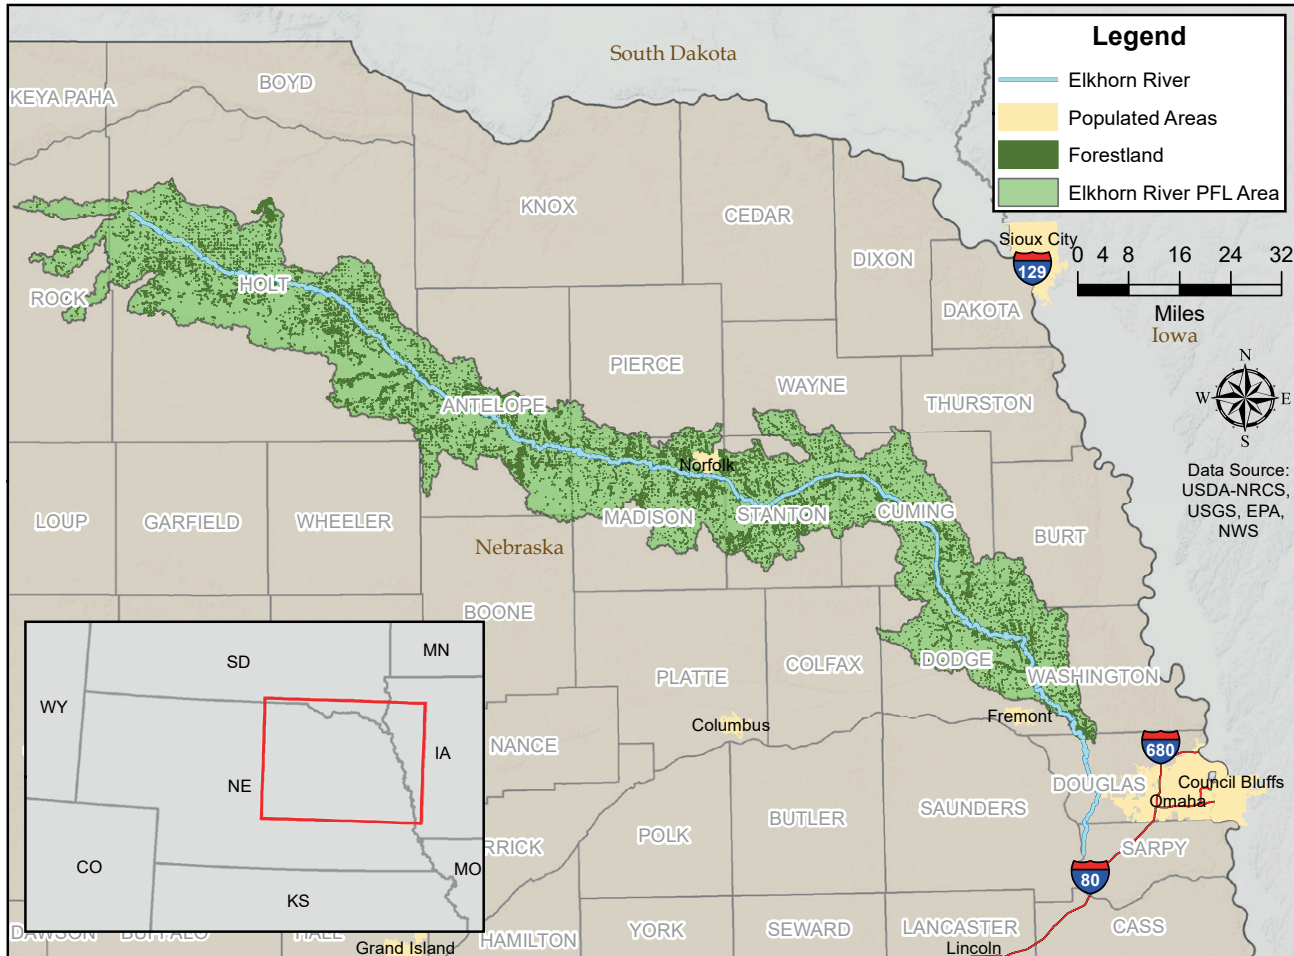 Legend
Elkhorn River
Populated Areas
Forestland
Elkhorn River PFL Area
South Dakota
KEYA PAHA
BOYD
KNOX
CEDAR
DIXON
Sioux City
129
0 4 8 16 24 32
Miles
Iowa
DAKOTA
ROCK
HOLT
PIERCE
WAYNE
THURSTON
ANTELOPE
N
W E
S
Norfolk
Data Source:
USDA-NRCS,
USGS, EPA,
NWS
LOUP
GARFIELD
WHEELER
MADISON
STANTON
CUMING
BURT
Nebraska
BOONE
PLATTE
COLFAX
DODGE
WASHINGTON
Columbus
Fremont
NANCE
680
DOUGLAS
Council Bluffs
Omaha
SAUNDERS
BUTLER
POLK
RRICK
SARPY
80
YORK
SEWARD
LANCASTER
CASS
HAMILTON
Lincoln
Grand Island
DAWSON
BUFFALO
HALL
SD
MN
WY
IA
NE
CO
MO
KS